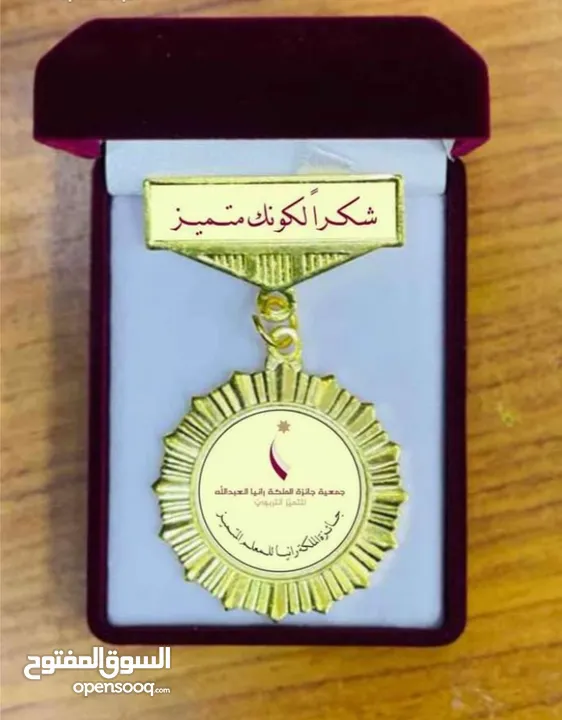 شكراً لكونك متميز
جمعية جائزة الملكة رانيا العبدالله
للتميز التربوي
جائزة الملكة رانيا للمعلم المتميز
السوق المفتوح
opensooq.com